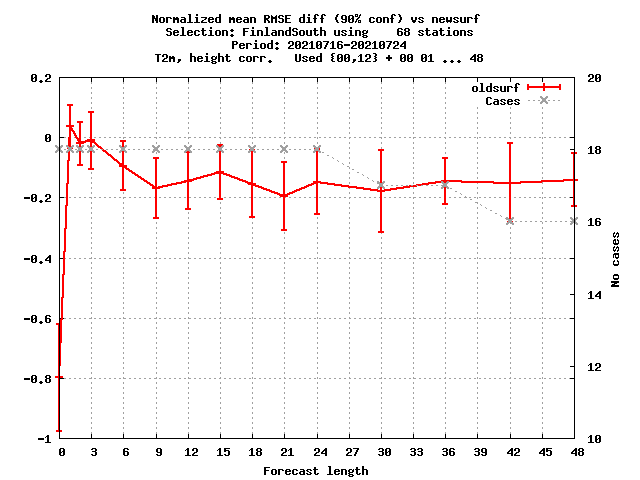 Normalized mean RMSE diff (90% conf) vs newsurf
Selection: FinlandSouth using    68 stations
Period: 20210716-20210724
T2m, height corr.   Used {00,12} + 00 01 ... 48
oldsurf
Cases
0.2
0
-0.2
-0.4
-0.6
-0.8
-1
20
18
16
14
12
10
No cases
0 3 6 9 12 15 18 21 24 27 30 33 36 39 42 45 48
Forecast length